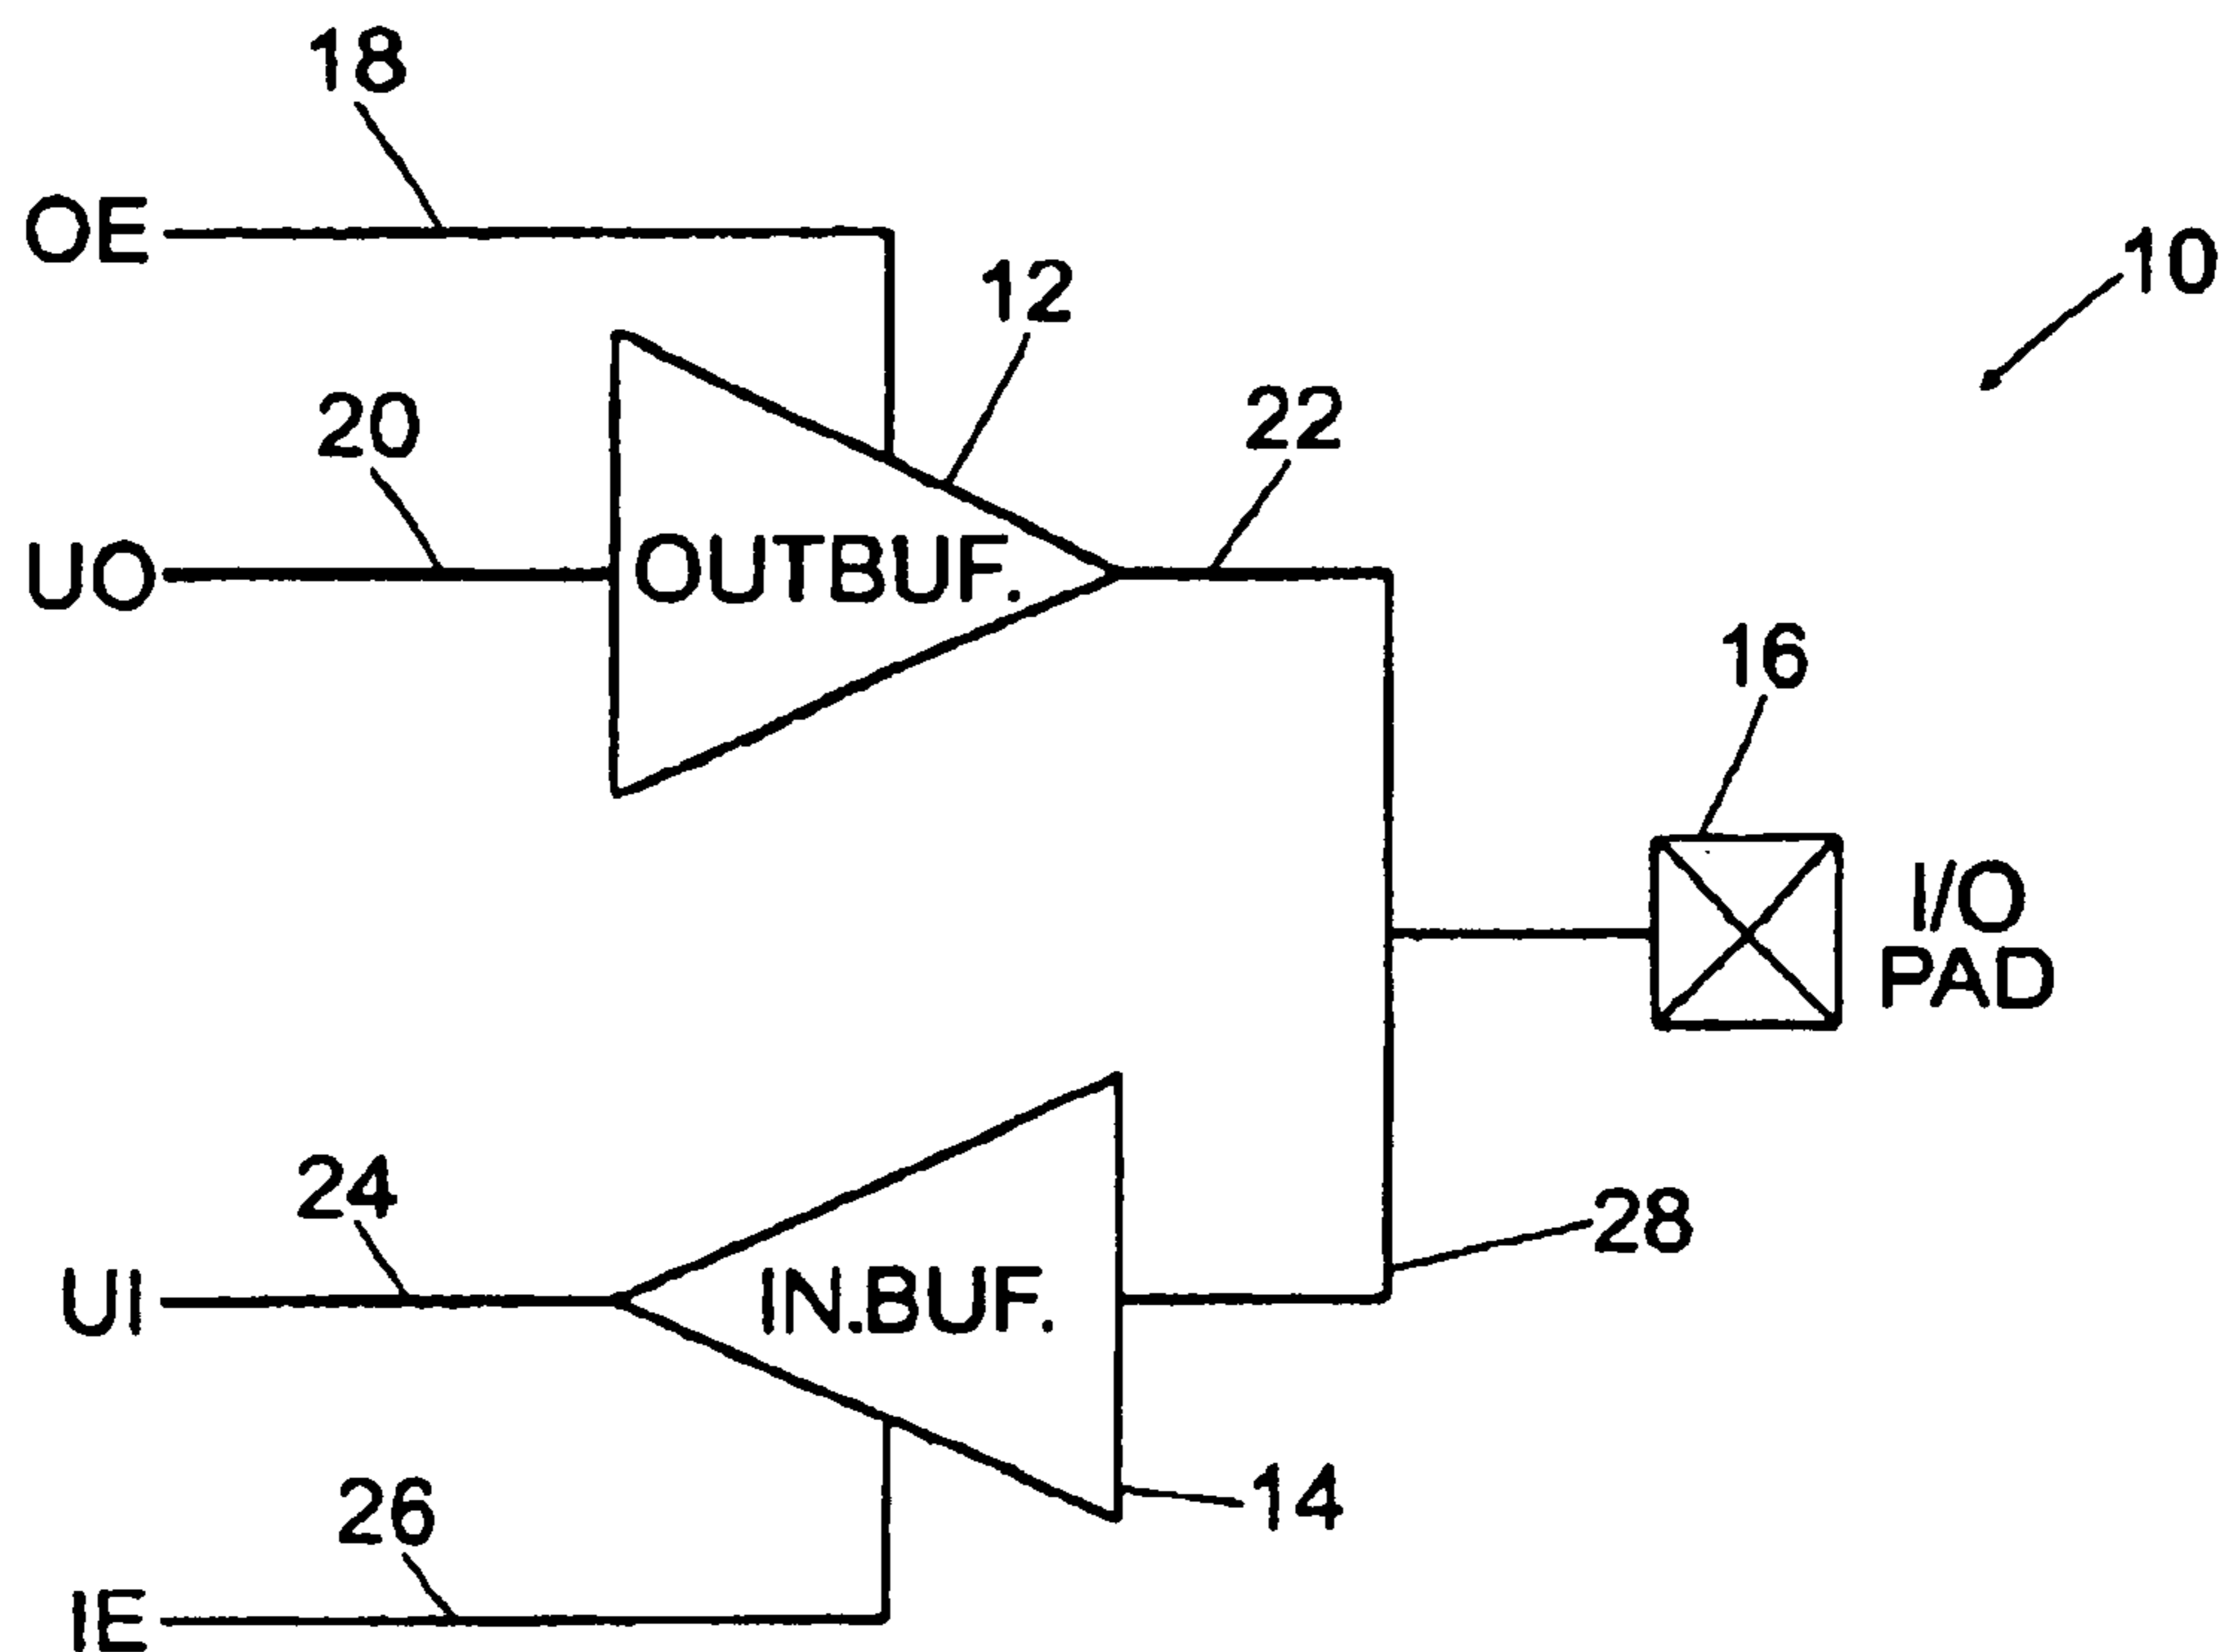 18
OE
10
12
20
22
UO
OUTBUF.
16
I/O
PAD
24
28
UI
IN.BUF.
26
14
IE